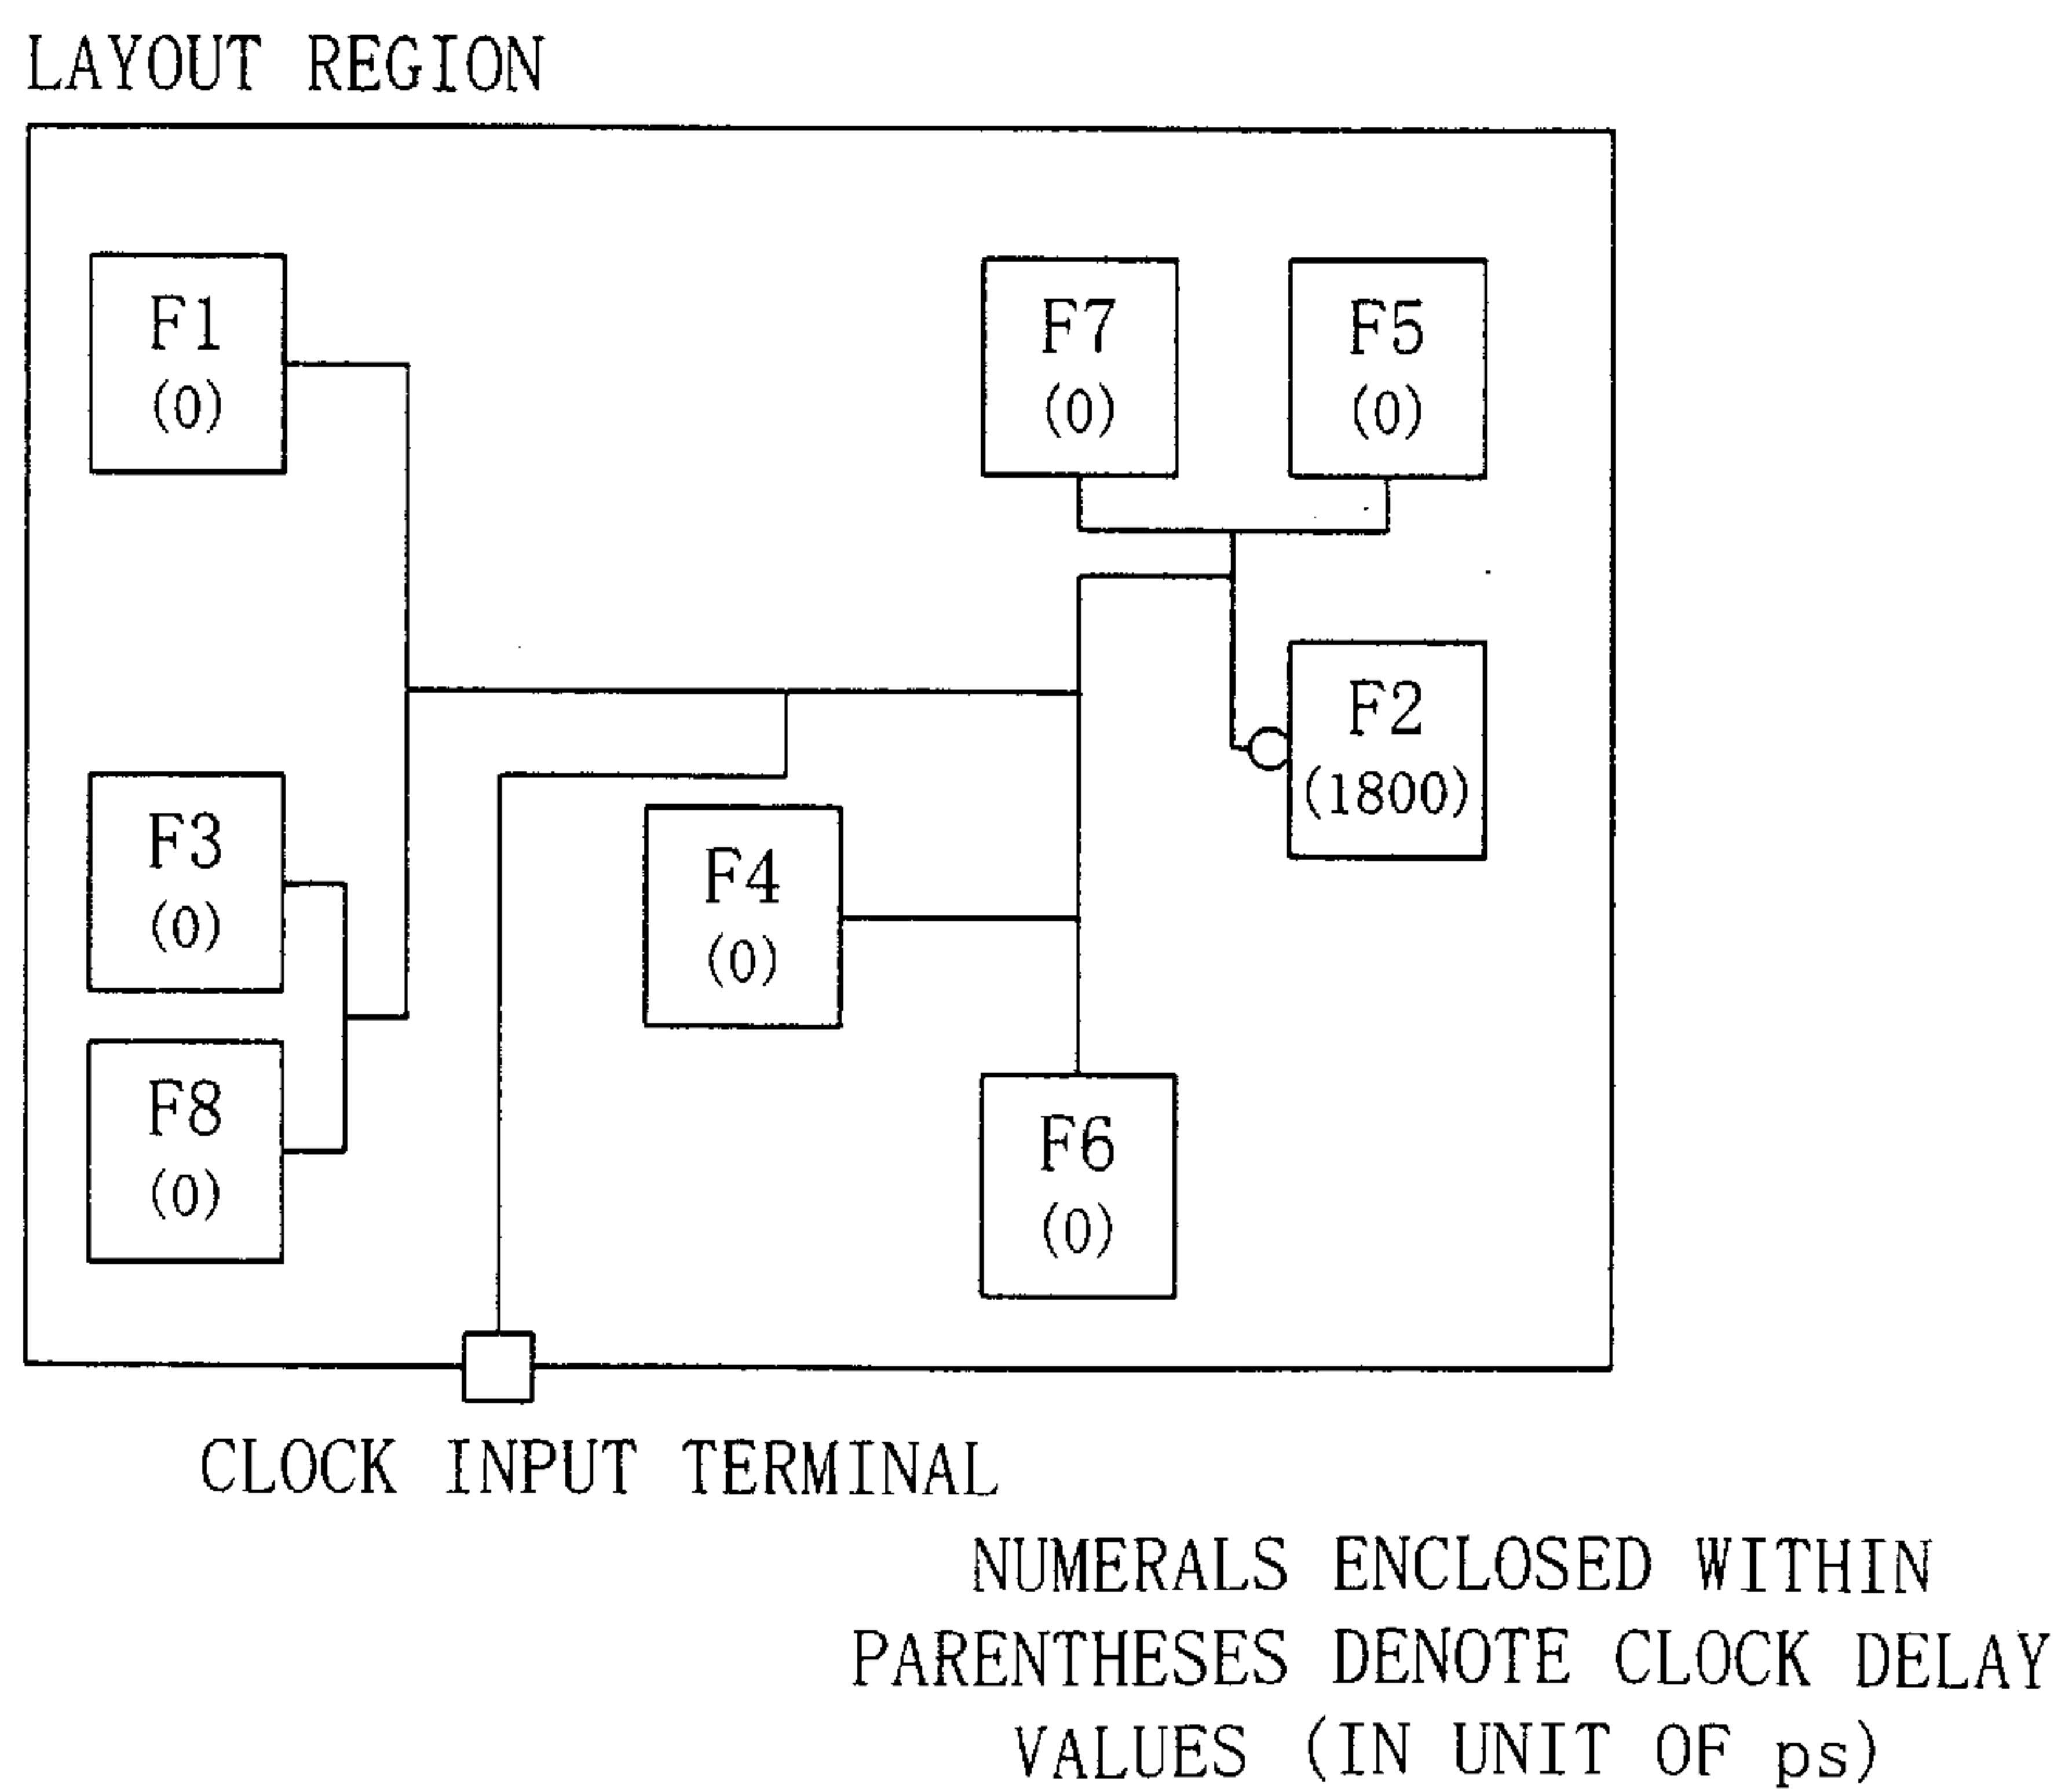 LAYOUT REGION
F1
(0)
F7
(0)
F5
(0)
F2
(1800)
F3
(0)
F4
(0)
F8
(0)
F6
(0)
CLOCK INPUT TERMINAL
NUMERALS ENCLOSED WITHIN
PARENTHESES DENOTE CLOCK DELAY
VALUES (IN UNIT OF ps)